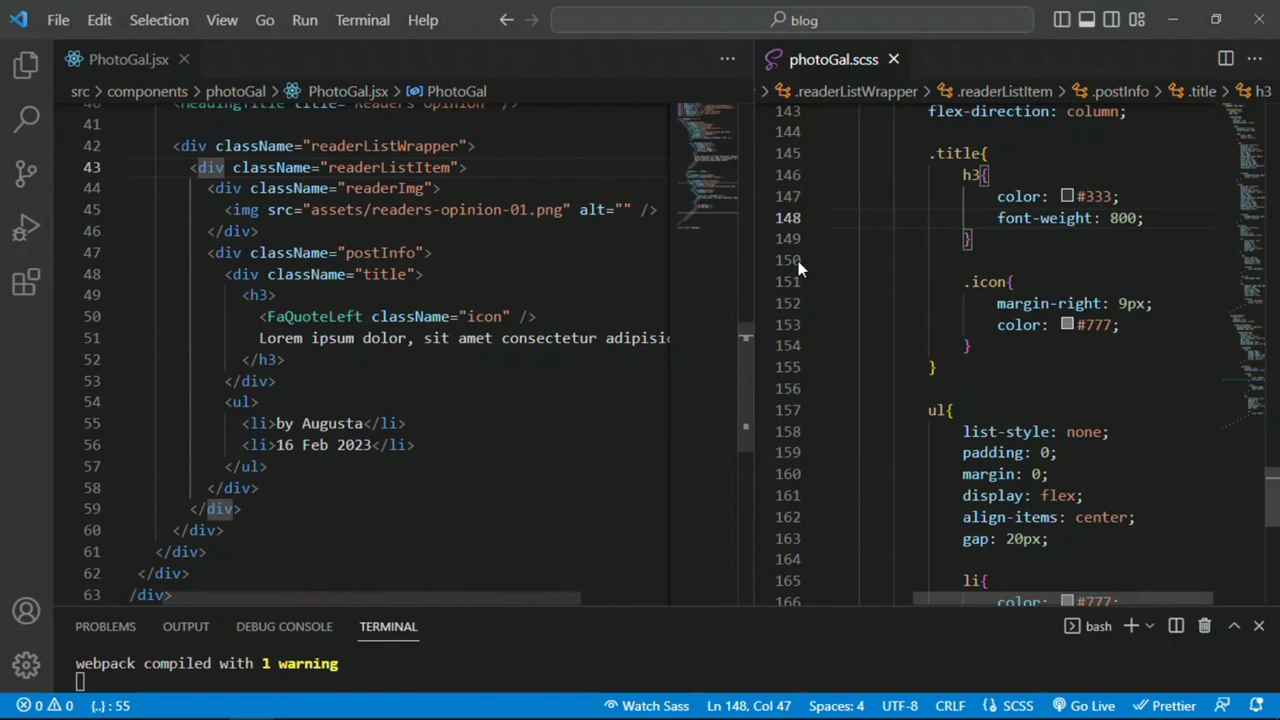 File Edit Selection View Go Run Terminal Help blog
PhotoGal.jsx
src components photoGal PhotoGal.jsx PhotoGal
41
42 <div className="readerListWrapper">
43 <div className="readerListItem">
44 <div className="readerImg">
45 <img src="assets/readers-opinion-01.png" alt="" />
46 </div>
47 <div className="postInfo">
48 <div className="title">
49 <h3>
50 <FaQuoteLeft className="icon" />
51 Lorem ipsum dolor, sit amet consectetur adipisic
52 </h3>
53 </div>
54 <ul>
55 <li>by Augusta</li>
56 <li>16 Feb 2023</li>
57 </ul>
58 </div>
59 </div>
60 </div>
61 </div>
62 </div>
63 /div>
photoGal.scss
.readerListWrapper .readerListItem .postInfo .title h3
143 flex-direction: column;
144
145 .title{
146 h3{
147 color: #333;
148 font-weight: 800;
149 }
150
151 .icon{
152 margin-right: 9px;
153 color: #777;
154 }
155 }
156
157 ul{
158 list-style: none;
159 padding: 0;
160 margin: 0;
161 display: flex;
162 align-items: center;
163 gap: 20px;
164
165 li{
166 color: #777;
PROBLEMS OUTPUT DEBUG CONSOLE TERMINAL bash
webpack compiled with 1 warning
0 0 {..} : 55 Watch Sass Ln 148, Col 47 Spaces: 4 UTF-8 CRLF SCSS Go Live Prettier